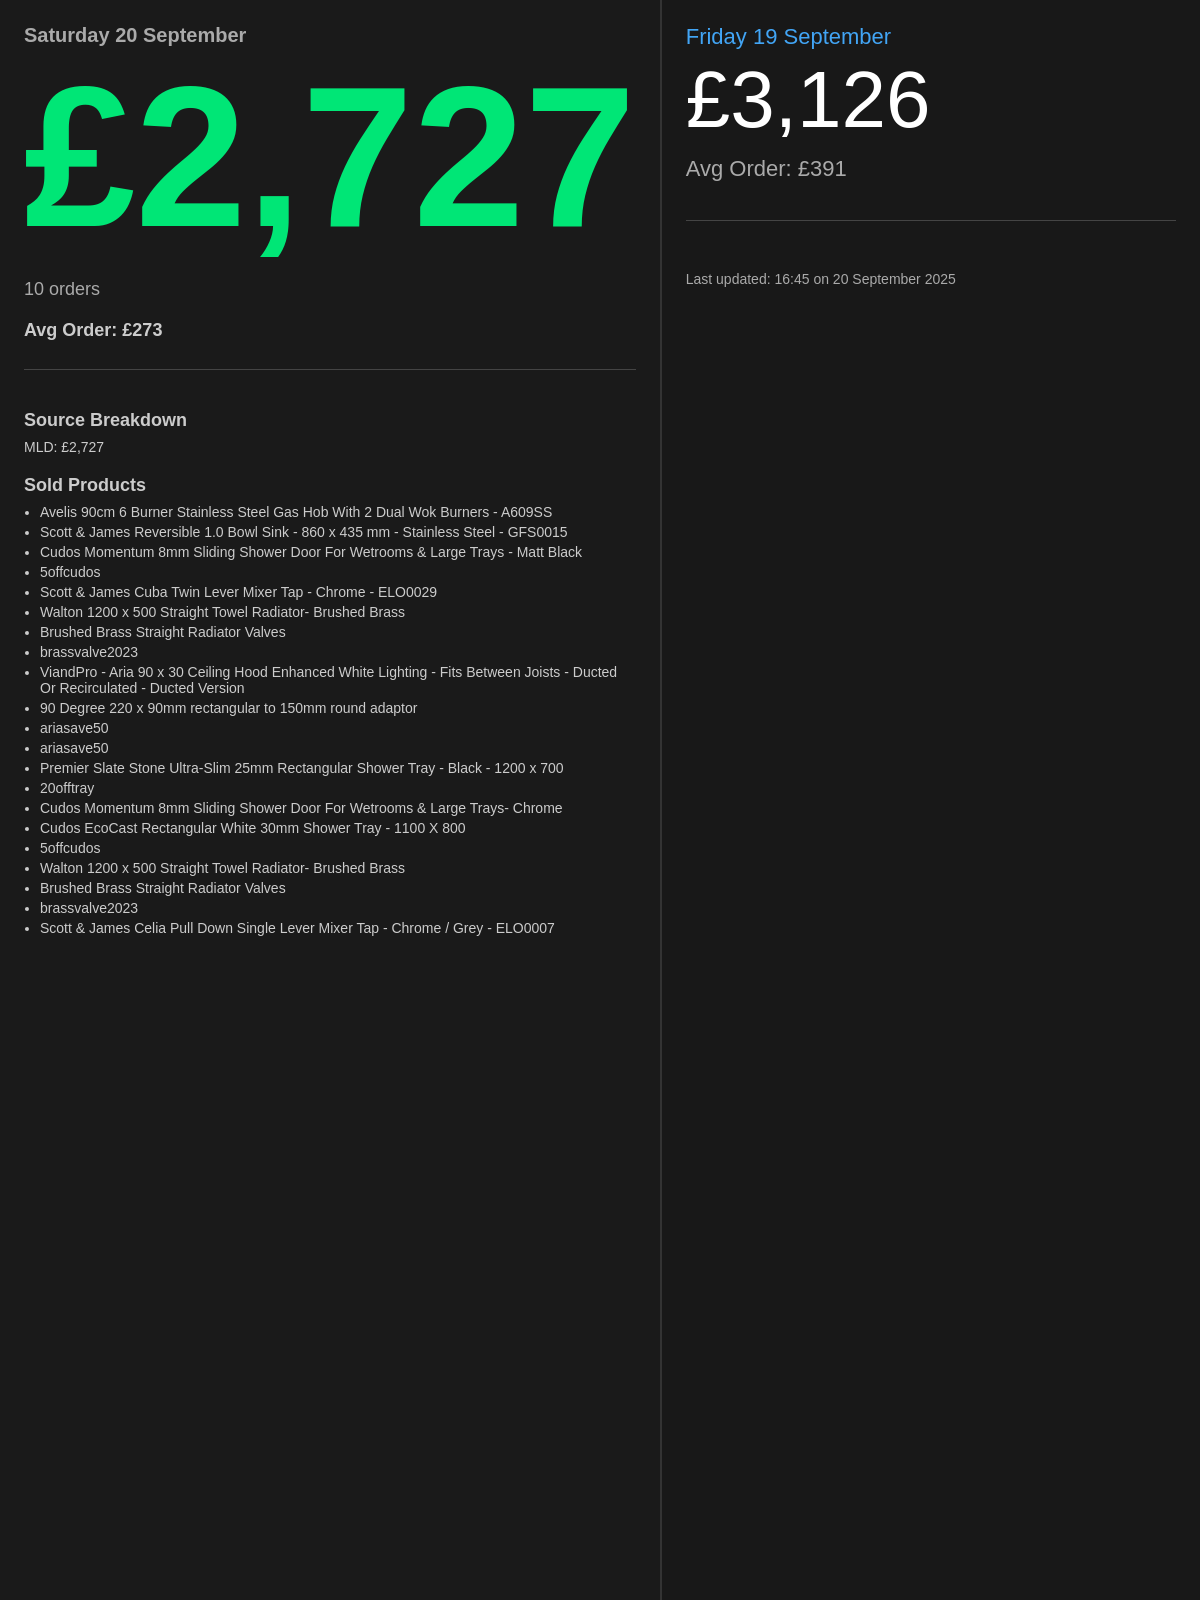 Saturday 20 September
£2,727
10 orders
Avg Order: £273
Source Breakdown
MLD: £2,727
Sold Products
• Avelis 90cm 6 Burner Stainless Steel Gas Hob With 2 Dual Wok Burners - A609SS
• Scott & James Reversible 1.0 Bowl Sink - 860 x 435 mm - Stainless Steel - GFS0015
• Cudos Momentum 8mm Sliding Shower Door For Wetrooms & Large Trays - Matt Black
• 5offcudos
• Scott & James Cuba Twin Lever Mixer Tap - Chrome - ELO0029
• Walton 1200 x 500 Straight Towel Radiator- Brushed Brass
• Brushed Brass Straight Radiator Valves
• brassvalve2023
• ViandPro - Aria 90 x 30 Ceiling Hood Enhanced White Lighting - Fits Between Joists - Ducted
Or Recirculated - Ducted Version
• 90 Degree 220 x 90mm rectangular to 150mm round adaptor
• ariasave50
• ariasave50
• Premier Slate Stone Ultra-Slim 25mm Rectangular Shower Tray - Black - 1200 x 700
• 20offtray
• Cudos Momentum 8mm Sliding Shower Door For Wetrooms & Large Trays- Chrome
• Cudos EcoCast Rectangular White 30mm Shower Tray - 1100 X 800
• 5offcudos
• Walton 1200 x 500 Straight Towel Radiator- Brushed Brass
• Brushed Brass Straight Radiator Valves
• brassvalve2023
• Scott & James Celia Pull Down Single Lever Mixer Tap - Chrome / Grey - ELO0007
Friday 19 September
£3,126
Avg Order: £391
Last updated: 16:45 on 20 September 2025